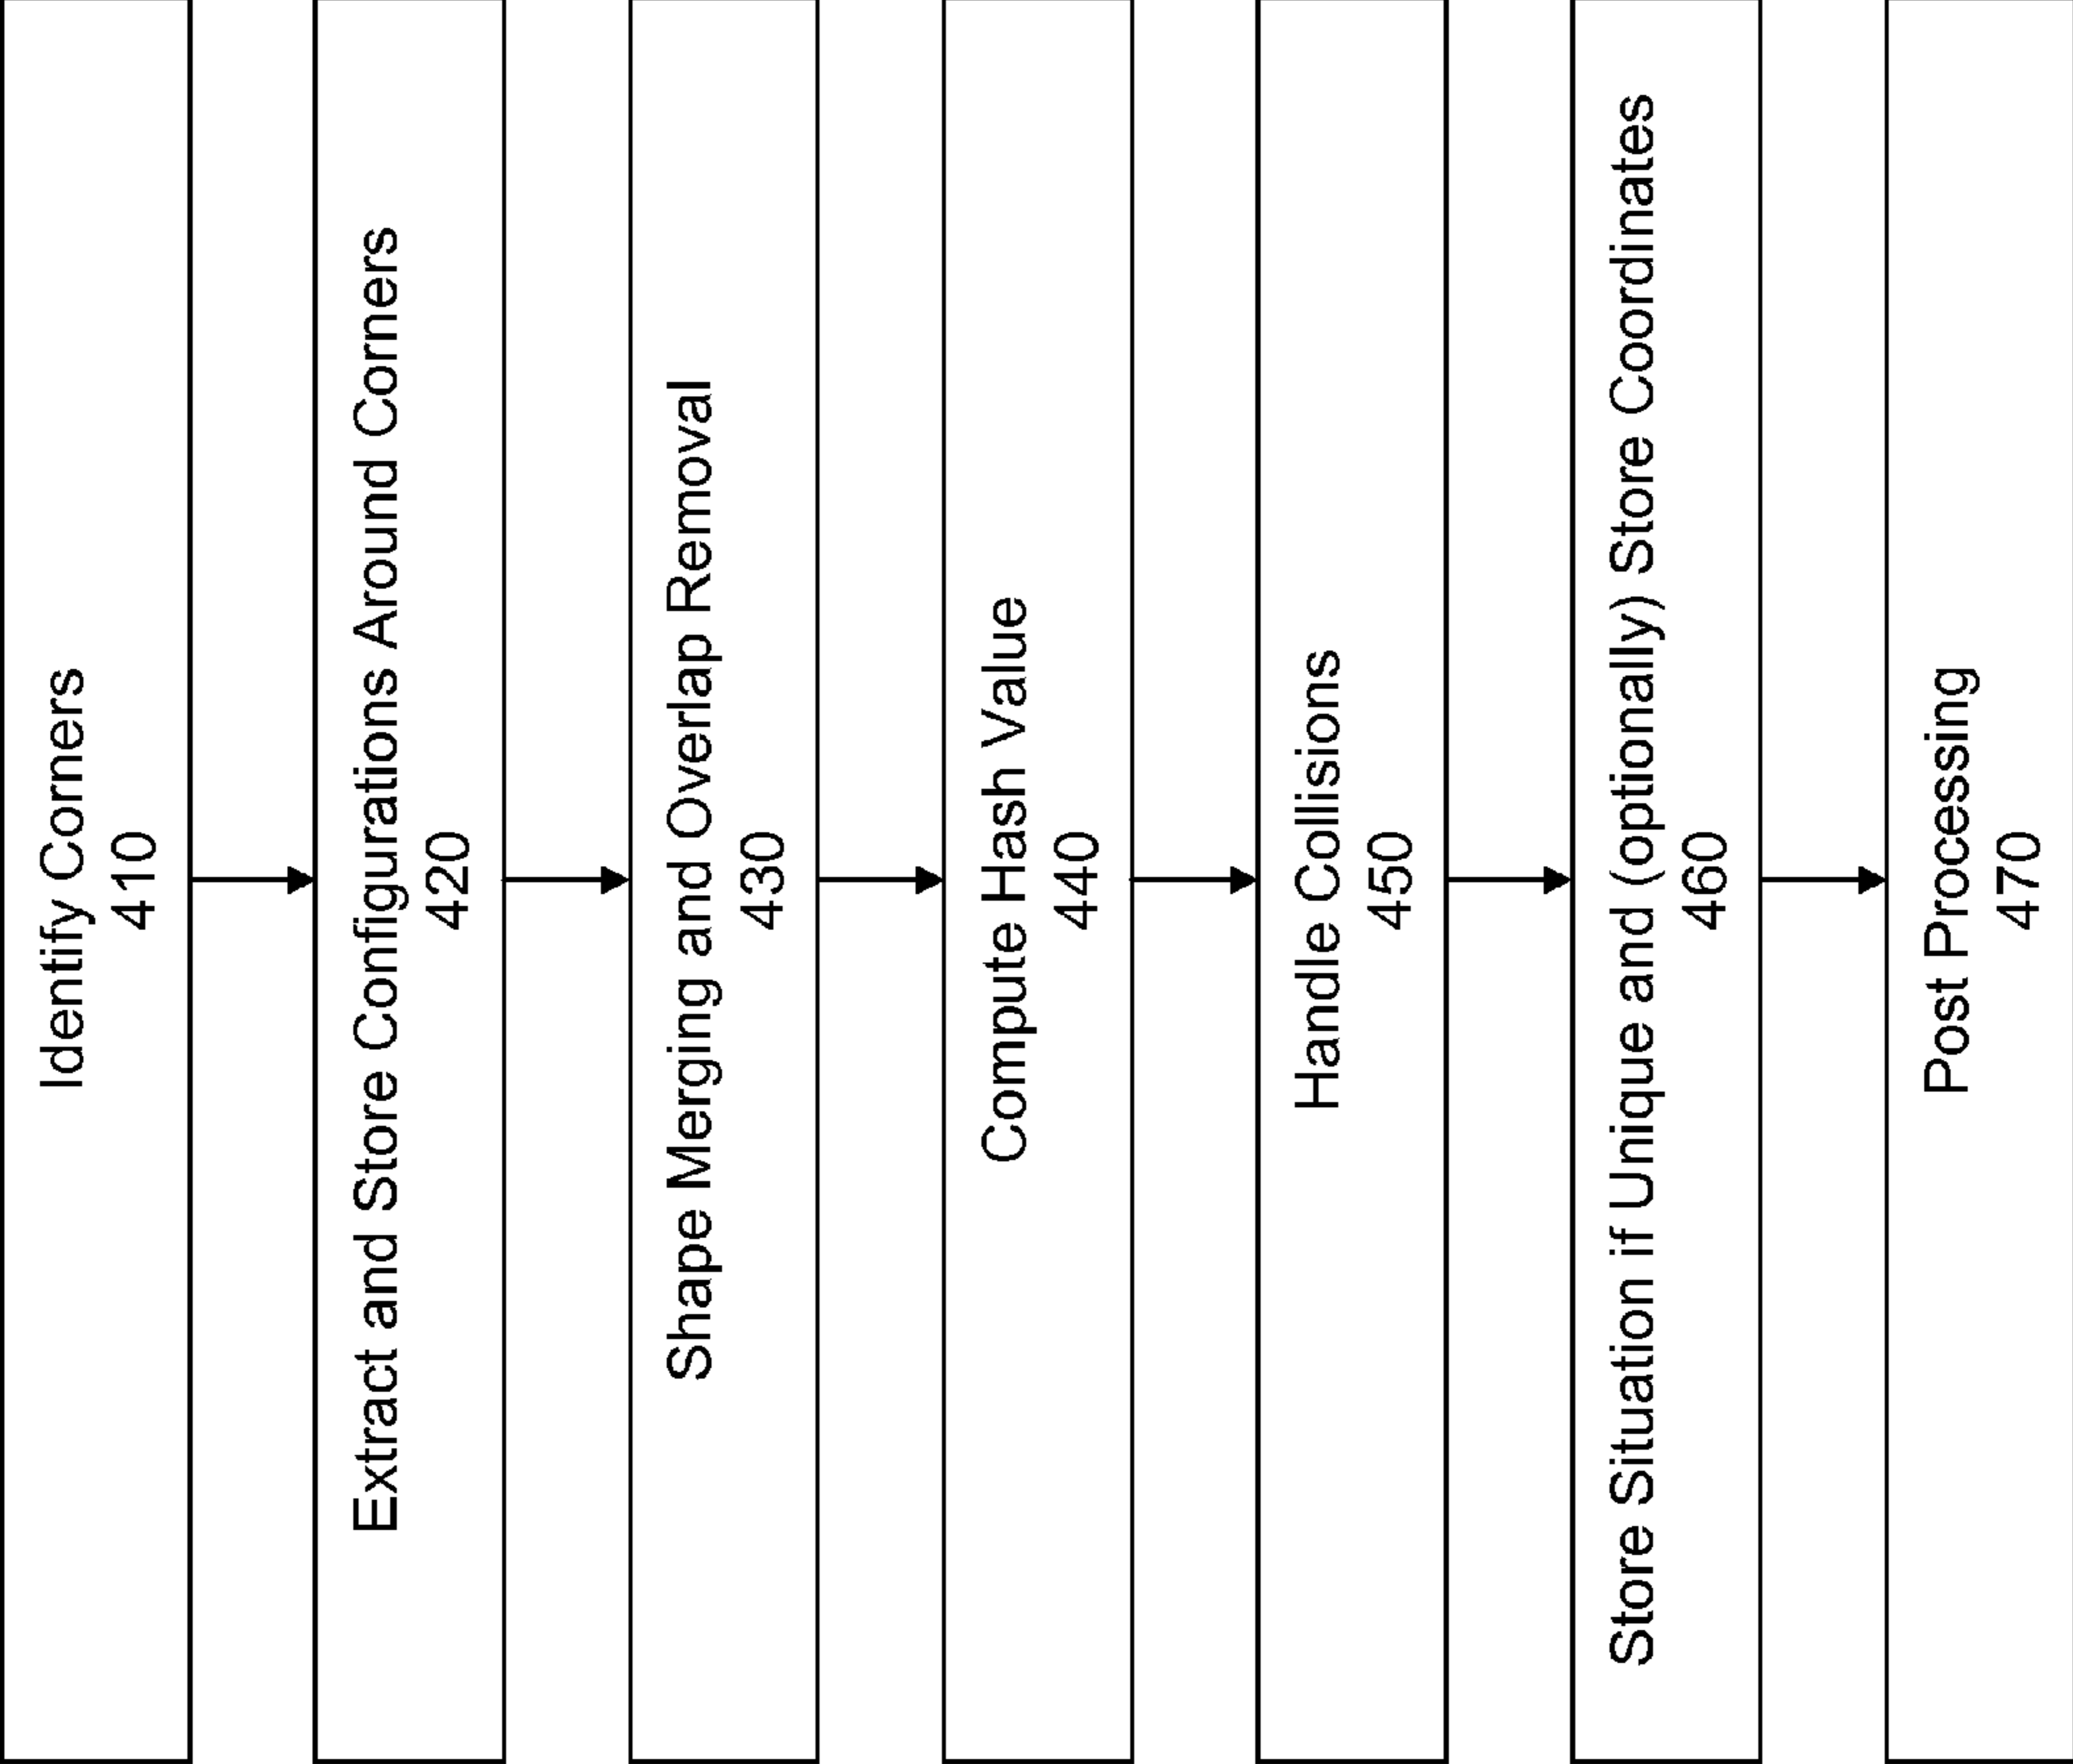 Identify Corners
410
Extract and Store Configurations Around Corners
420
Shape Merging and Overlap Removal
430
Compute Hash Value
440
Handle Collisions
450
Store Situation if Unique and (optionally) Store Coordinates
460
Post Processing
470